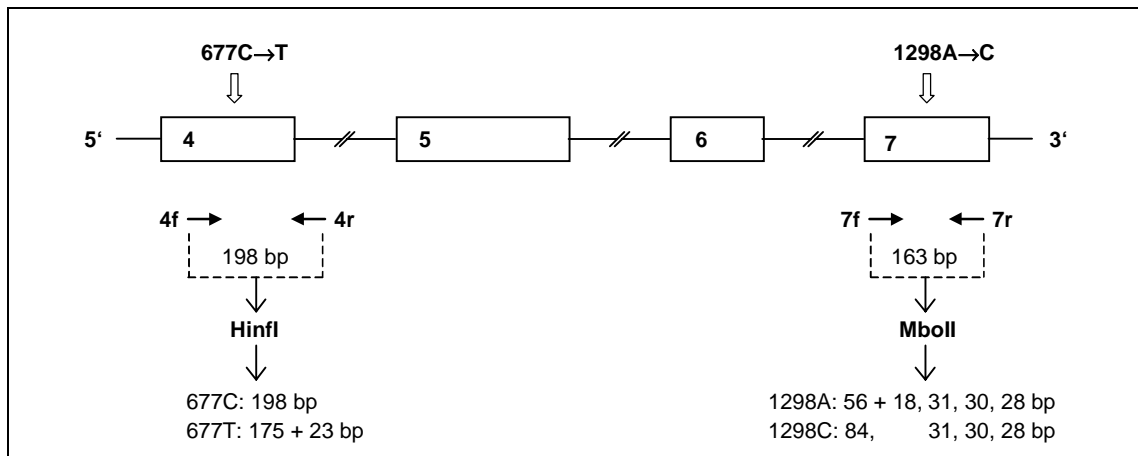 677C→T 1298A→C
5‘ 4 5 6 7 3‘
4f 4r 7f 7r
198 bp 163 bp
HinfI MboII
677C: 198 bp 1298A: 56 + 18, 31, 30, 28 bp
677T: 175 + 23 bp 1298C: 84, 31, 30, 28 bp